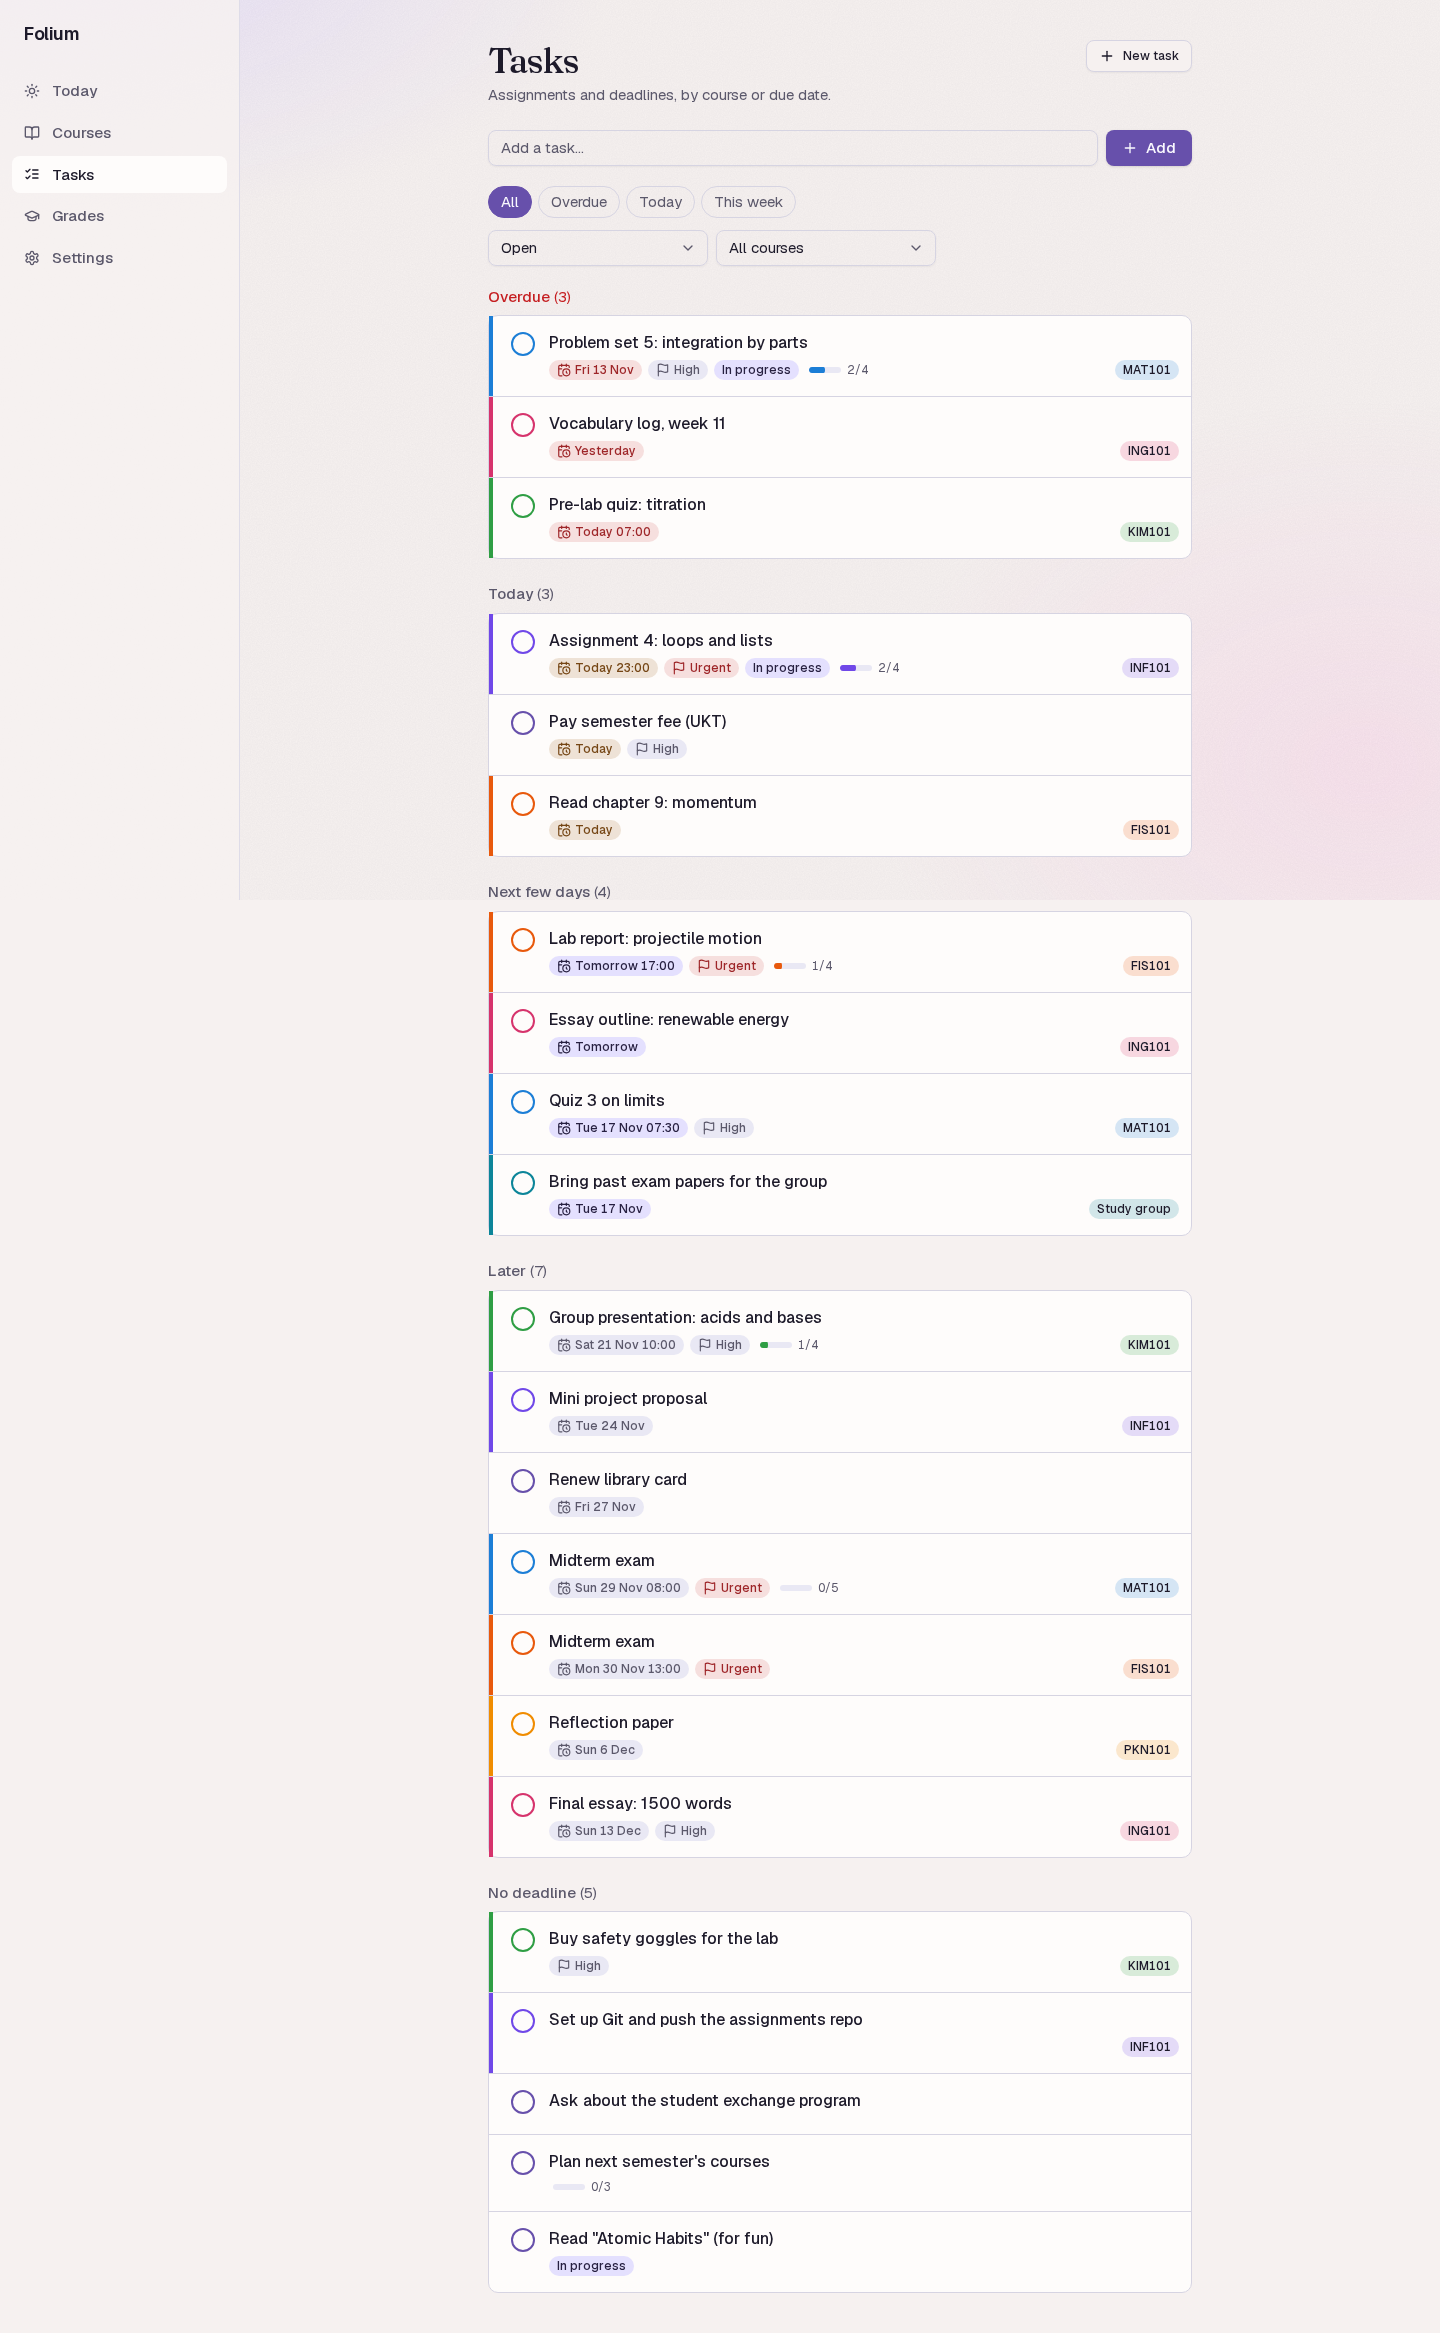 Folium
Today
Courses
Tasks
Grades
Settings
Tasks
New task
Assignments and deadlines, by course or due date.
Add a task...
Add
All
Overdue
Today
This week
Open
All courses
Overdue (3)
Problem set 5: integration by parts
Fri 13 Nov High In progress 2/4 MAT101
Vocabulary log, week 11
Yesterday ING101
Pre-lab quiz: titration
Today 07:00 KIM101
Today (3)
Assignment 4: loops and lists
Today 23:00 Urgent In progress 2/4 INF101
Pay semester fee (UKT)
Today High
Read chapter 9: momentum
Today FIS101
Next few days (4)
Lab report: projectile motion
Tomorrow 17:00 Urgent 1/4 FIS101
Essay outline: renewable energy
Tomorrow ING101
Quiz 3 on limits
Tue 17 Nov 07:30 High MAT101
Bring past exam papers for the group
Tue 17 Nov Study group
Later (7)
Group presentation: acids and bases
Sat 21 Nov 10:00 High 1/4 KIM101
Mini project proposal
Tue 24 Nov INF101
Renew library card
Fri 27 Nov
Midterm exam
Sun 29 Nov 08:00 Urgent 0/5 MAT101
Midterm exam
Mon 30 Nov 13:00 Urgent FIS101
Reflection paper
Sun 6 Dec PKN101
Final essay: 1500 words
Sun 13 Dec High ING101
No deadline (5)
Buy safety goggles for the lab
High KIM101
Set up Git and push the assignments repo
INF101
Ask about the student exchange program
Plan next semester's courses
0/3
Read "Atomic Habits" (for fun)
In progress